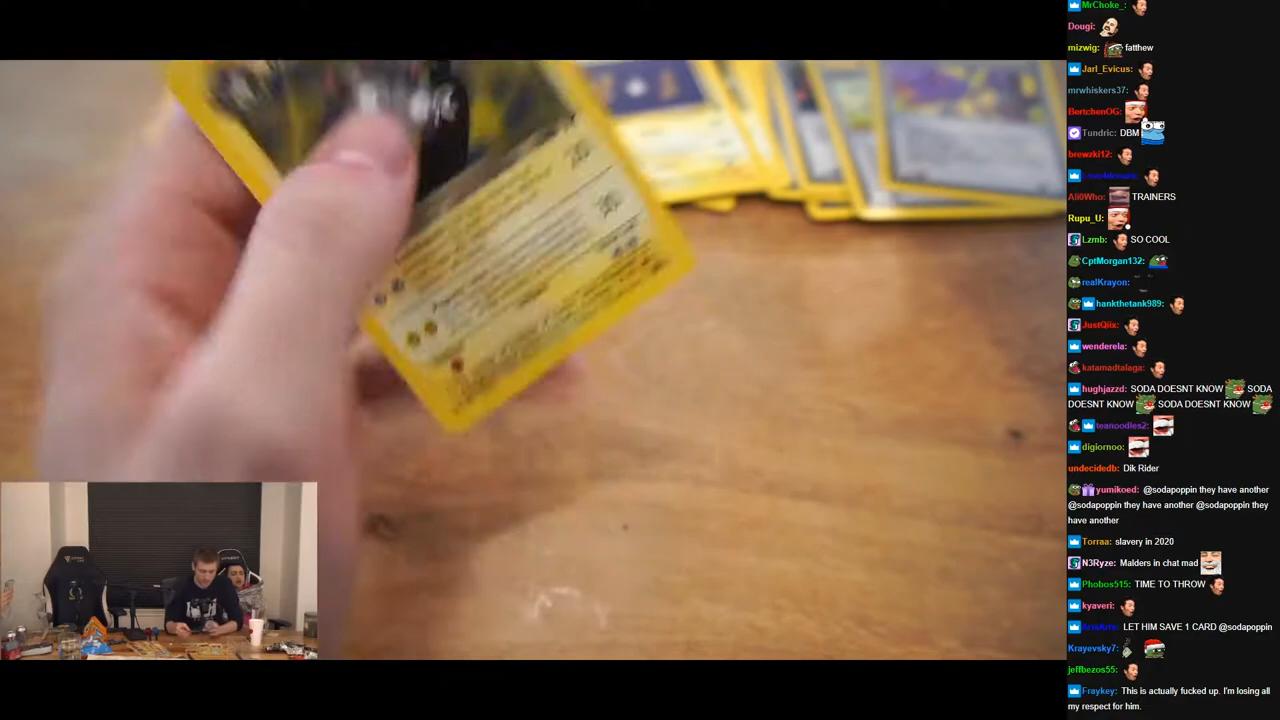 MrChoke_:
Dougi:
mizwig: fatthew
Jarl_Evicus:
mrwhiskers37:
BertchenOG:
Tundric: DBM
brewzki12:
Ali0Who: TRAINERS
Rupu_U:
Lzmb: SO COOL
CptMorgan132:
realKrayon:
hankthetank989:
JustQiix:
wenderela:
katamadtalaga:
hughjazzd: SODA DOESNT KNOW SODA
DOESNT KNOW SODA DOESNT KNOW
teanoodles2:
digiornoo:
undecidedb: Dik Rider
yumikoed: @sodapoppin they have another
@sodapoppin they have another @sodapoppin they
have another
Torraa: slavery in 2020
N3Ryze: Malders in chat mad
Phobos515: TIME TO THROW
kyaveri:
LET HIM SAVE 1 CARD @sodapoppin
Krayevsky7:
jeffbezos55:
Fraykey: This is actually fucked up. I'm losing all
my respect for him.